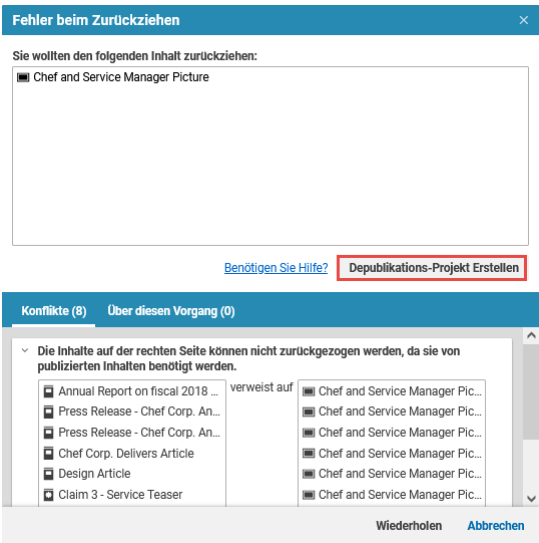 Fehler beim Zurückziehen
Sie wollten den folgenden Inhalt zurückziehen:
Chef and Service Manager Picture
Benötigen Sie Hilfe? Depublikations-Projekt Erstellen
Konflikte (8) Über diesen Vorgang (0)
Die Inhalte auf der rechten Seite können nicht zurückgezogen werden, da sie von
publizierten Inhalten benötigt werden.
Annual Report on fiscal 2018 ... verweist auf Chef and Service Manager Pic...
Press Release - Chef Corp. An... Chef and Service Manager Pic...
Press Release - Chef Corp. An... Chef and Service Manager Pic...
Chef Corp. Delivers Article Chef and Service Manager Pic...
Design Article Chef and Service Manager Pic...
Claim 3 - Service Teaser Chef and Service Manager Pic...
Wiederholen Abbrechen